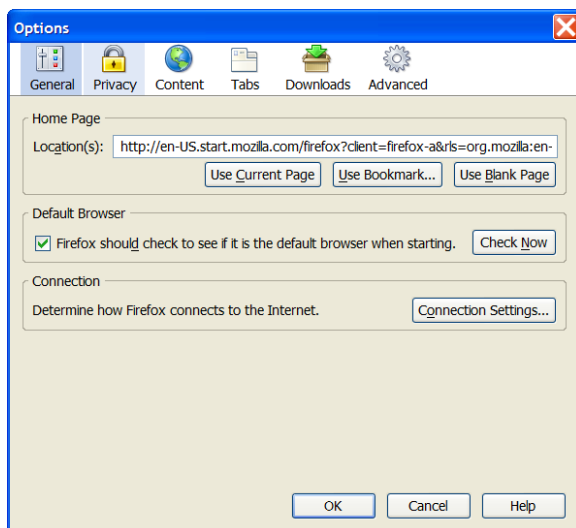 Options
General Privacy Content Tabs Downloads Advanced
Home Page
Location(s): http://en-US.start.mozilla.com/firefox?client=firefox-a&rls=org.mozilla:en-
Use Current Page Use Bookmark... Use Blank Page
Default Browser
Firefox should check to see if it is the default browser when starting. Check Now
Connection
Determine how Firefox connects to the Internet. Connection Settings...
OK Cancel Help